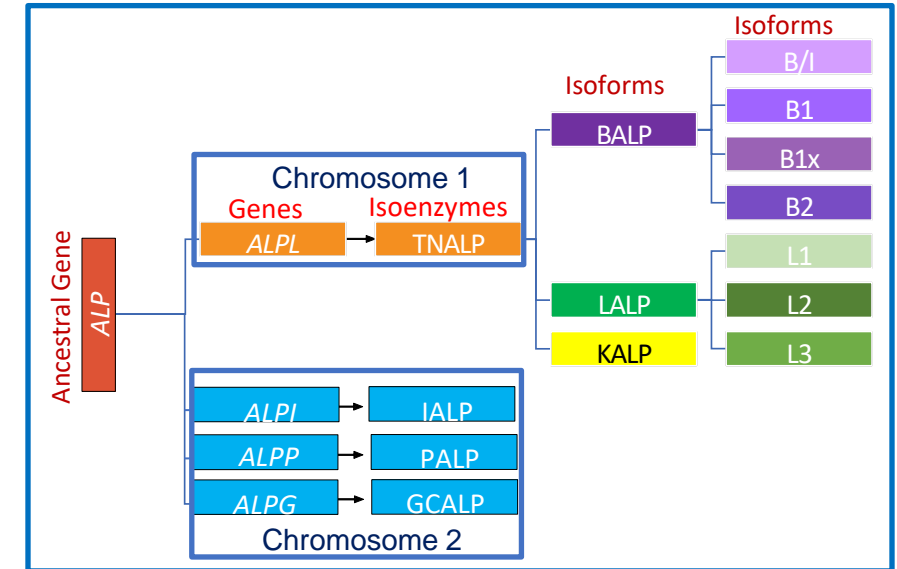 Isoforms
B/I
Isoforms
B1
BALP
B1x
Chromosome 1
B2
Genes
Isoenzymes
ALPL
TNALP
L1
Ancestral Gene
ALP
LALP
L2
KALP
L3
ALPI
IALP
ALPP
PALP
ALPG
GCALP
Chromosome 2